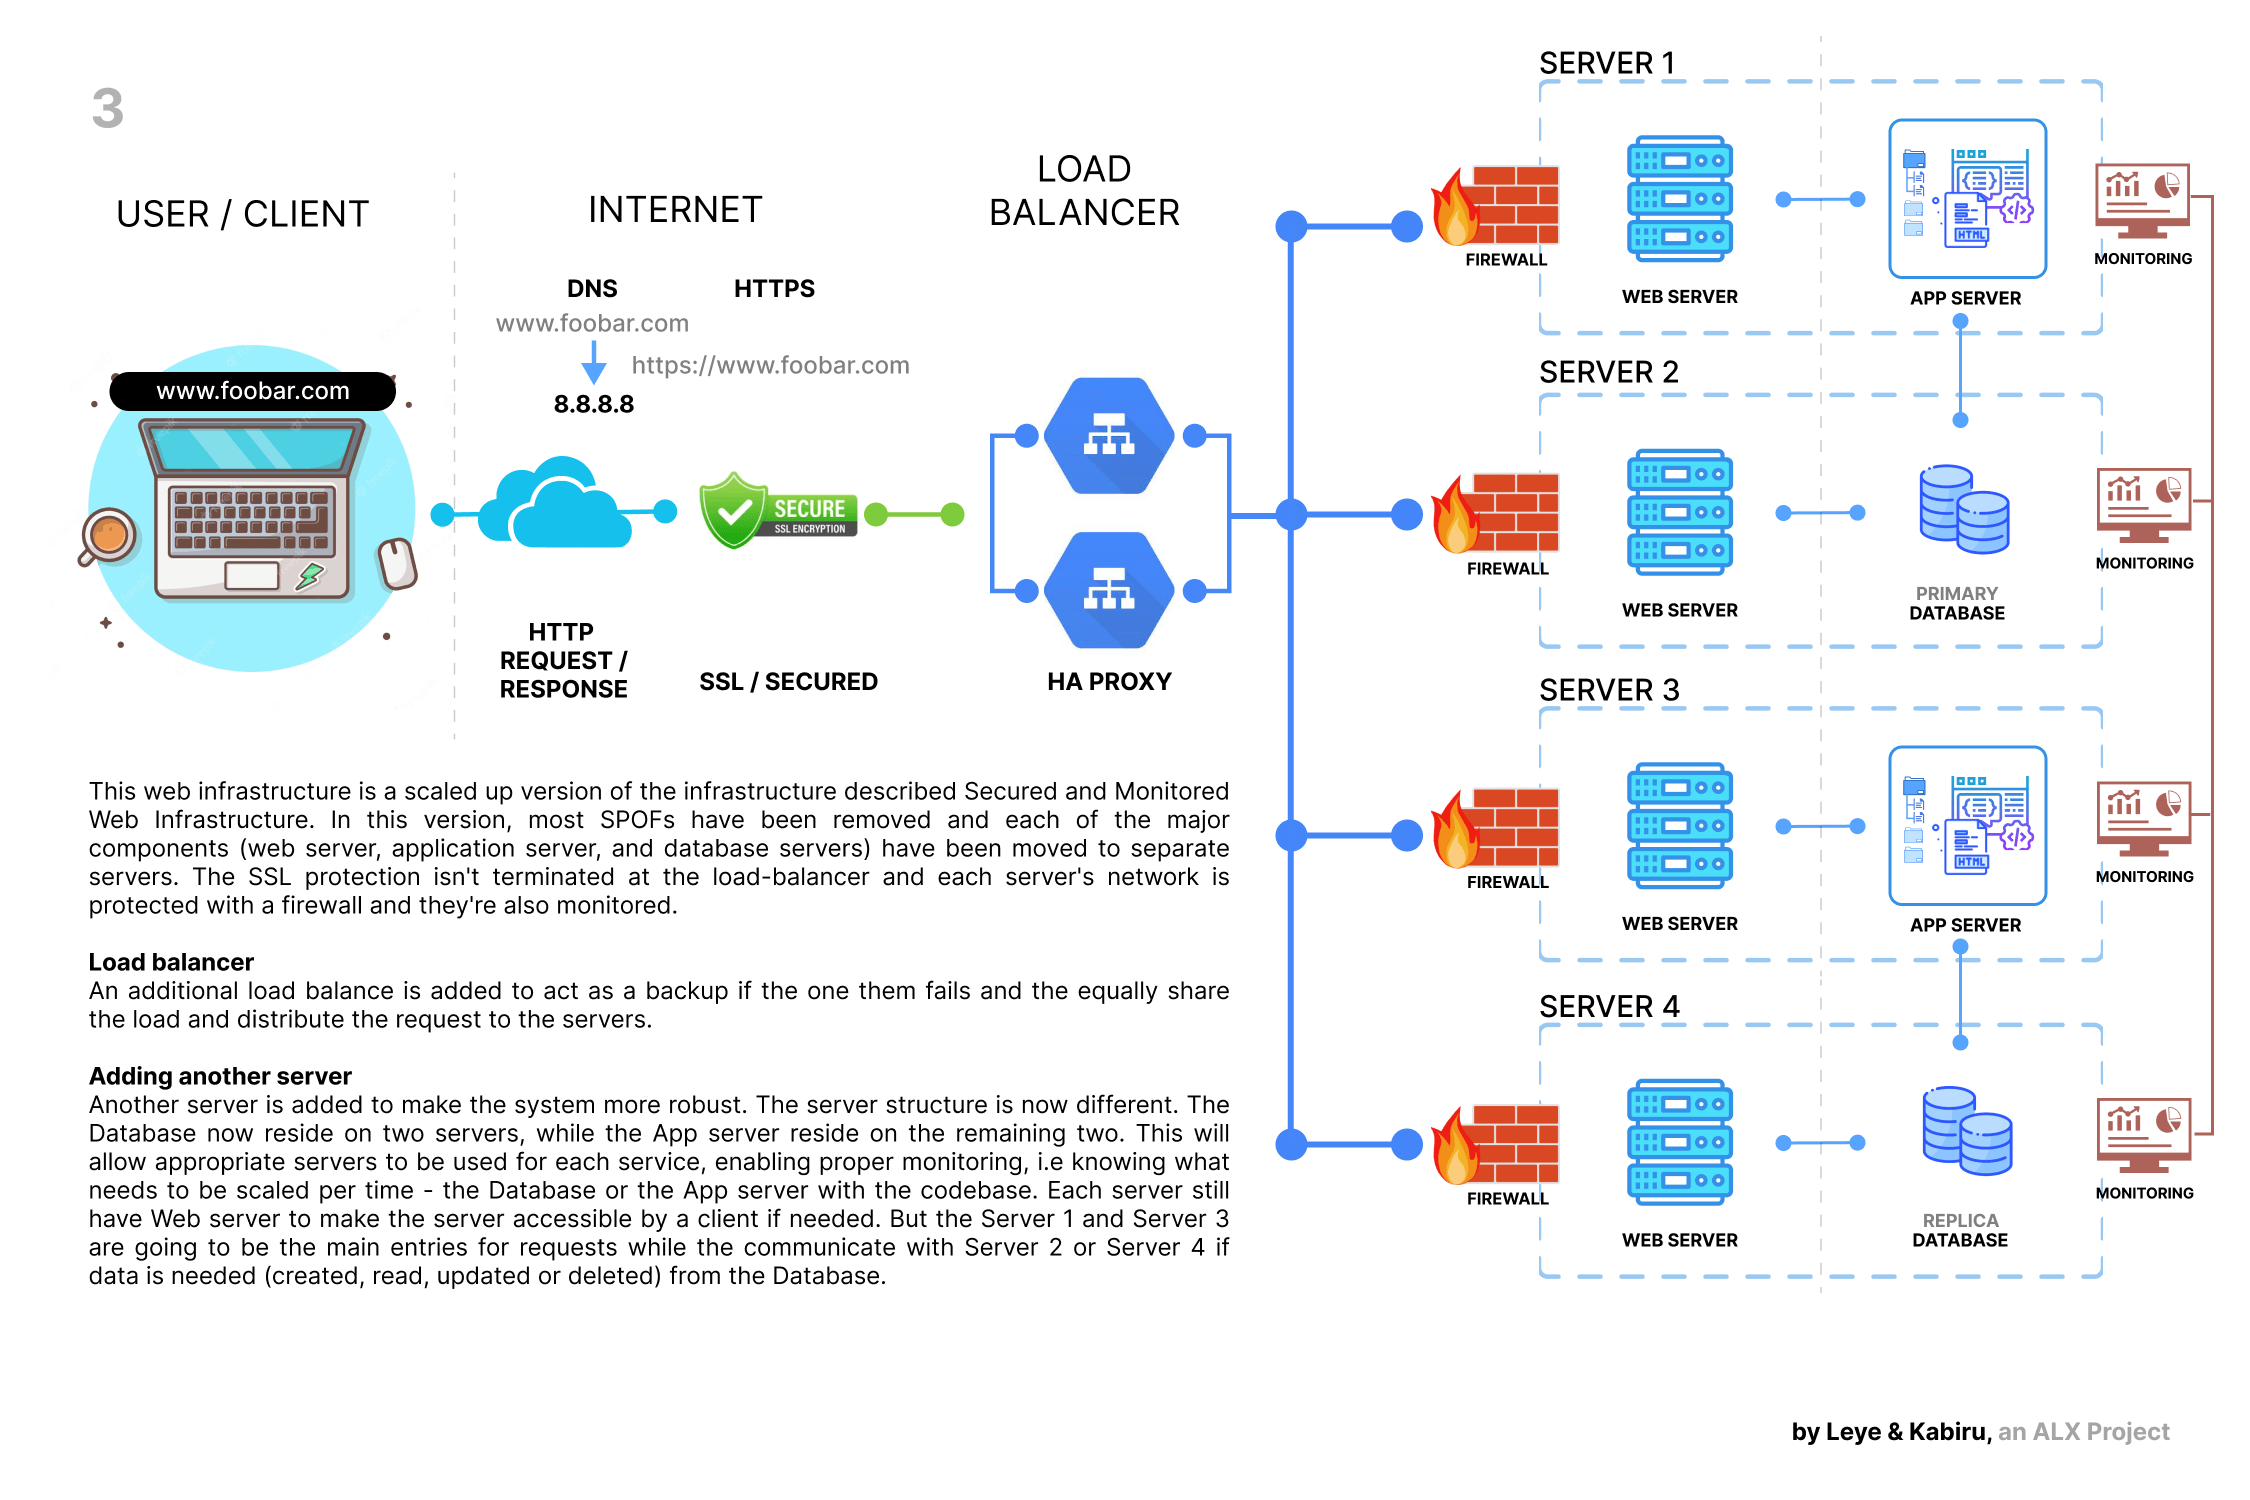 3
USER / CLIENT
www.foobar.com
INTERNET
DNS
www.foobar.com
8.8.8.8
HTTPS
https://www.foobar.com
HTTP
REQUEST /
RESPONSE
SECURE
SSL ENCRYPTION
SSL / SECURED
LOAD
BALANCER
HA PROXY
SERVER 1
FIREWALL
WEB SERVER
HTML
APP SERVER
MONITORING
SERVER 2
FIREWALL
WEB SERVER
PRIMARY
DATABASE
MONITORING
SERVER 3
FIREWALL
WEB SERVER
HTML
APP SERVER
MONITORING
SERVER 4
FIREWALL
WEB SERVER
REPLICA
DATABASE
MONITORING
This web infrastructure is a scaled up version of the infrastructure described Secured and Monitored
Web Infrastructure. In this version, most SPOFs have been removed and each of the major
components (web server, application server, and database servers) have been moved to separate
servers. The SSL protection isn't terminated at the load-balancer and each server's network is
protected with a firewall and they're also monitored.
Load balancer
An additional load balance is added to act as a backup if the one them fails and the equally share
the load and distribute the request to the servers.
Adding another server
Another server is added to make the system more robust. The server structure is now different. The
Database now reside on two servers, while the App server reside on the remaining two. This will
allow appropriate servers to be used for each service, enabling proper monitoring, i.e knowing what
needs to be scaled per time - the Database or the App server with the codebase. Each server still
have Web server to make the server accessible by a client if needed. But the Server 1 and Server 3
are going to be the main entries for requests while the communicate with Server 2 or Server 4 if
data is needed (created, read, updated or deleted) from the Database.
by Leye & Kabiru, an ALX Project